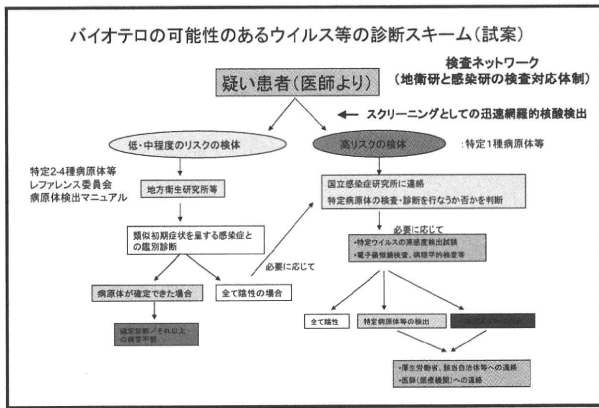 バイオテロの可能性のあるウイルス等の診断スキーム(試案)
検査ネットワーク
(地衛研と感染研の検査対応体制)
疑い患者(医師より)
スクリーニングとしての迅速網羅的核酸検出
低・中程度のリスクの検体
高リスクの検体
:特定1種病原体等
特定2-4種病原体等
レファレンス委員会
病原体検出マニュアル
地方衛生研究所等
国立感染症研究所に連絡
特定病原体の検査・診断を行なうか否かを判断
類似初期症状を呈する感染症と
の鑑別診断
必要に応じて
・特定ウイルスの高感度検出試験
・電子顕微鏡検査、病理学的検査等
必要に応じて
病原体が確定できた場合
全て陰性の場合
全て陰性
特定病原体等の検出
確定診断/それ以上
の検査不要
・厚生労働省、該当自治体等への連絡
・医師(医療機関)への連絡